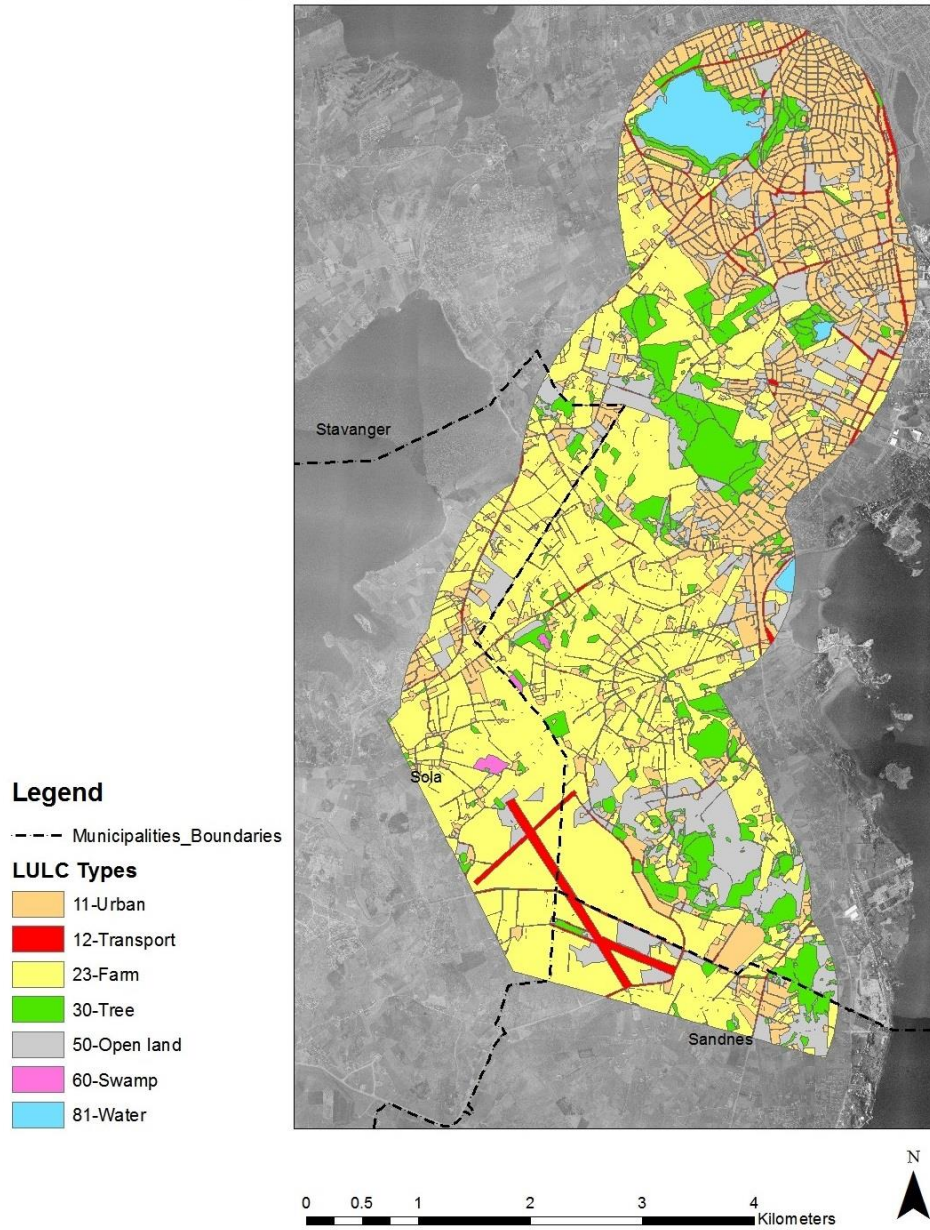 Stavanger
Sola
Sandnes
Legend
Municipalities_Boundaries
LULC Types
11-Urban
12-Transport
23-Farm
30-Tree
50-Open land
60-Swamp
81-Water
N
0 0.5 1 2 3 4
Kilometers